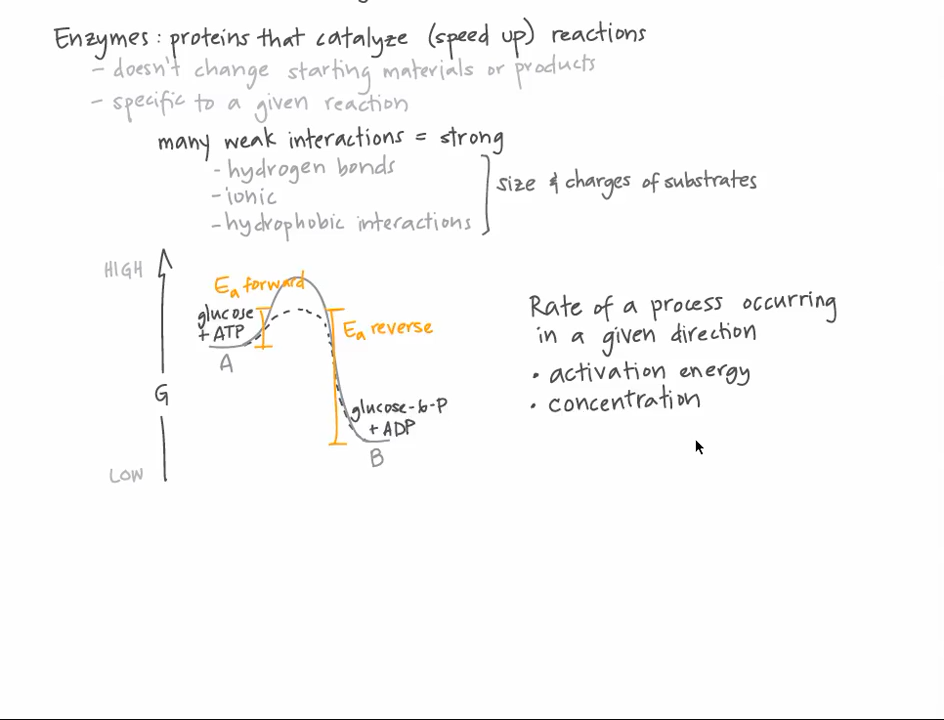 Enzymes: proteins that catalyze (speed up) reactions
- doesn't change starting materials or products
- specific to a given reaction
many weak interactions = strong
- hydrogen bonds
- ionic
- hydrophobic interactions
size & charges of substrates
HIGH
G
LOW
Ea forward
glucose
+ ATP
A
Ea reverse
glucose-6-P
+ ADP
B
Rate of a process occurring
in a given direction
• activation energy
• concentration